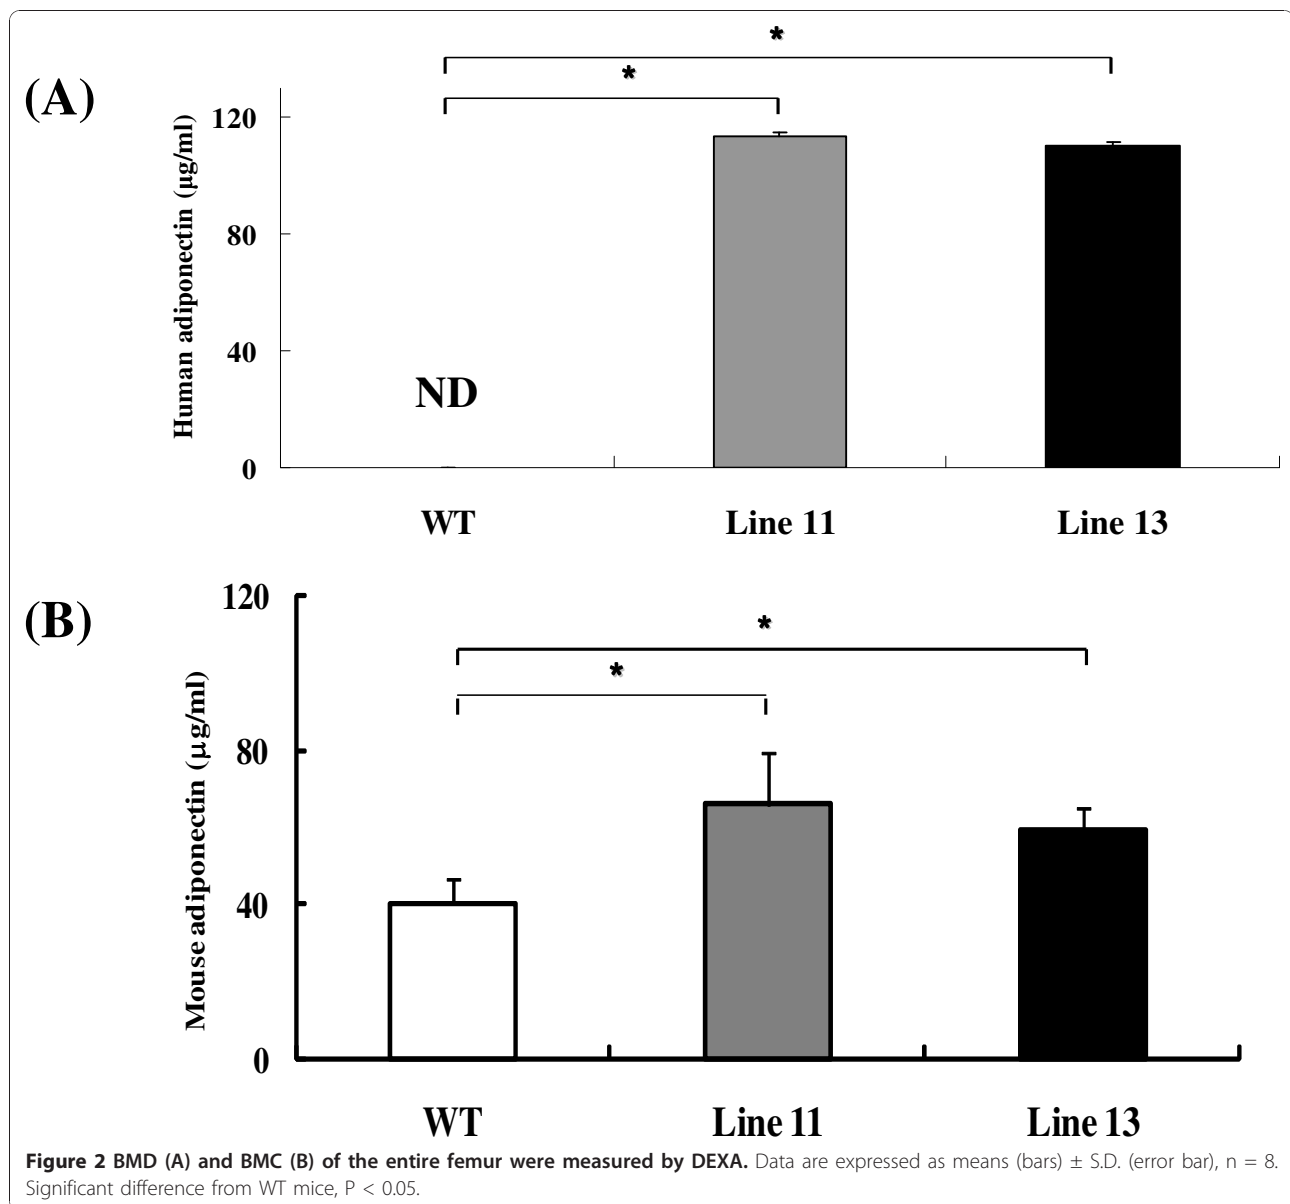 (A)
*
*
Human adiponectin (µg/ml)
120
80
40
0
ND
WT Line 11 Line 13
(B)
*
*
Mouse adiponectin (µg/ml)
120
80
40
0
WT Line 11 Line 13
Figure 2 BMD (A) and BMC (B) of the entire femur were measured by DEXA. Data are expressed as means (bars) ± S.D. (error bar), n = 8.
Significant difference from WT mice, P < 0.05.